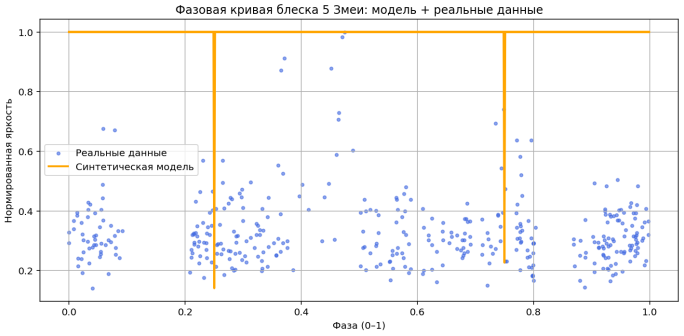 Фазовая кривая блеска 5 Змеи: модель + реальные данные
Нормированная яркость
1.0
0.8
0.6
0.4
0.2
Реальные данные
Синтетическая модель
0.0 0.2 0.4 0.6 0.8 1.0
Фаза (0–1)